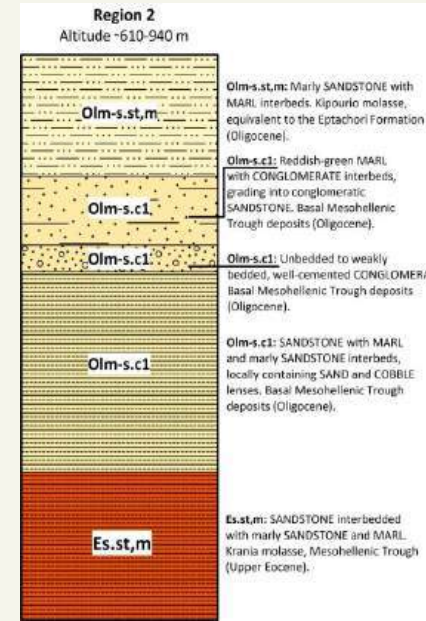 Region 2
Altitude ~610-940 m
Olm-s.st,m
Olm-s.st,m: Marly SANDSTONE with
MARL interbeds. Kipourio molasse,
equivalent to the Eptachori Formation
(Oligocene).
Olm-s.c1
Olm-s.c1: Reddish-green MARL
with CONGLOMERATE interbeds,
grading into conglomeratic
SANDSTONE. Basal Mesohellenic
Trough deposits (Oligocene).
Olm-s.c1
Olm-s.c1: Unbedded to weakly
bedded, well-cemented CONGLOMERA
Basal Mesohellenic Trough deposits
(Oligocene).
Olm-s.c1
Olm-s.c1: SANDSTONE with MARL
and marly SANDSTONE interbeds,
locally containing SAND and COBBLE
lenses. Basal Mesohellenic Trough
deposits (Oligocene).
Es.st,m
Es.st,m: SANDSTONE interbedded
with marly SANDSTONE and MARL.
Krania molasse, Mesohellenic Trough
(Upper Eocene).